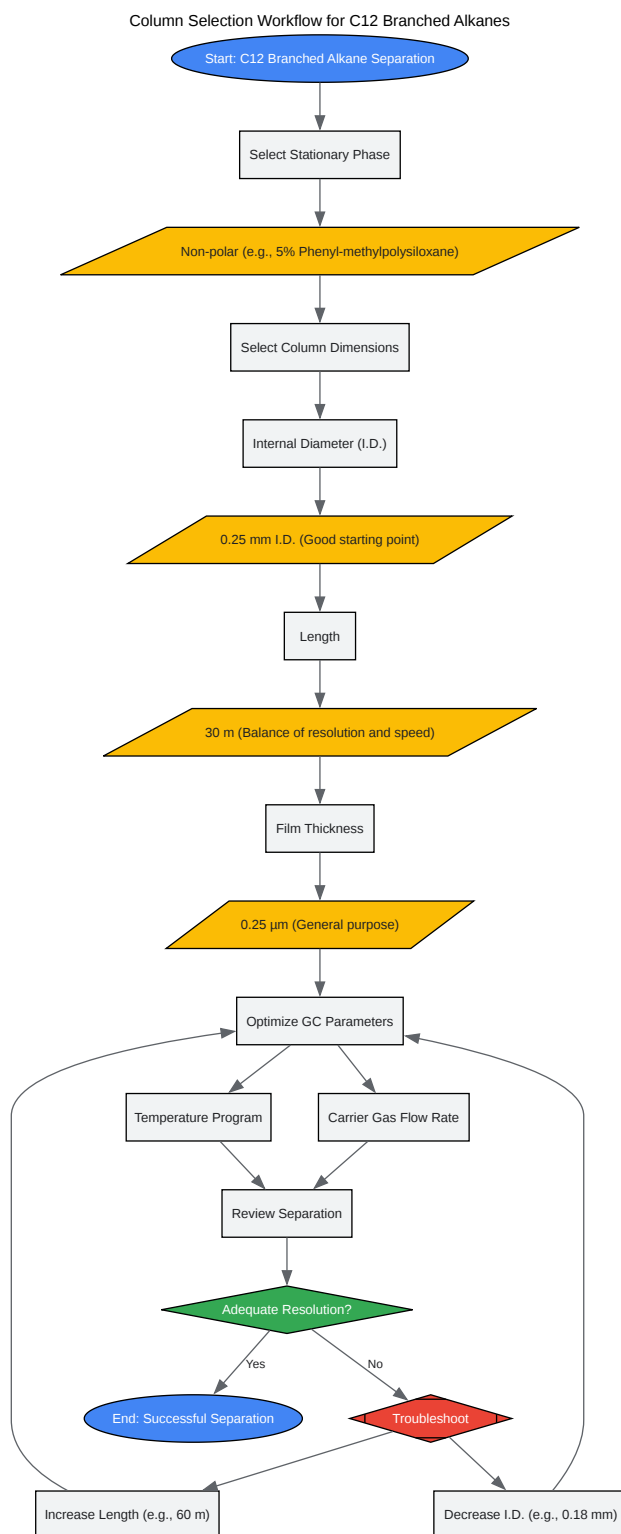 Column Selection Workflow for C12 Branched Alkanes
Start: C12 Branched Alkane Separation
Select Stationary Phase
Non-polar (e.g., 5% Phenyl-methylpolysiloxane)
Select Column Dimensions
Internal Diameter (I.D.)
0.25 mm I.D. (Good starting point)
Length
30 m (Balance of resolution and speed)
Film Thickness
0.25 µm (General purpose)
Optimize GC Parameters
Temperature Program
Carrier Gas Flow Rate
Review Separation
Adequate Resolution?
Yes
No
End: Successful Separation
Troubleshoot
Increase Length (e.g., 60 m)
Decrease I.D. (e.g., 0.18 mm)